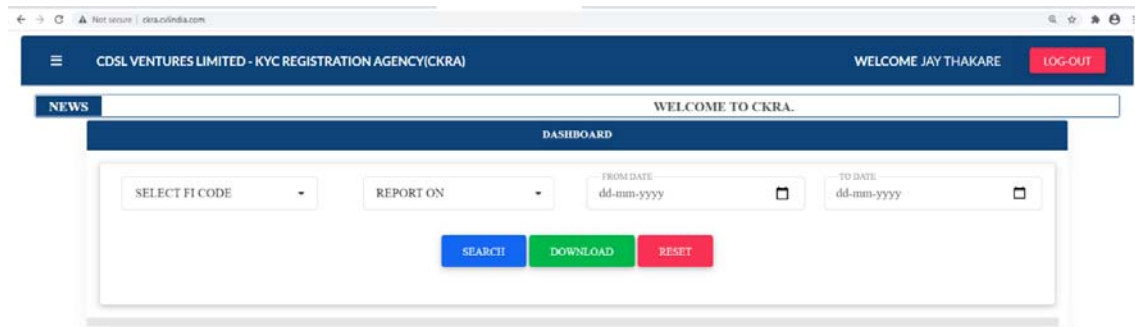 Not secure | ckra.cvlindia.com
CDSL VENTURES LIMITED - KYC REGISTRATION AGENCY(CKRA)
WELCOME JAY THAKARE
LOG-OUT
NEWS
WELCOME TO CKRA.
DASHBOARD
SELECT FI CODE
REPORT ON
FROM DATE
dd-mm-yyyy
TO DATE
dd-mm-yyyy
SEARCH
DOWNLOAD
RESET